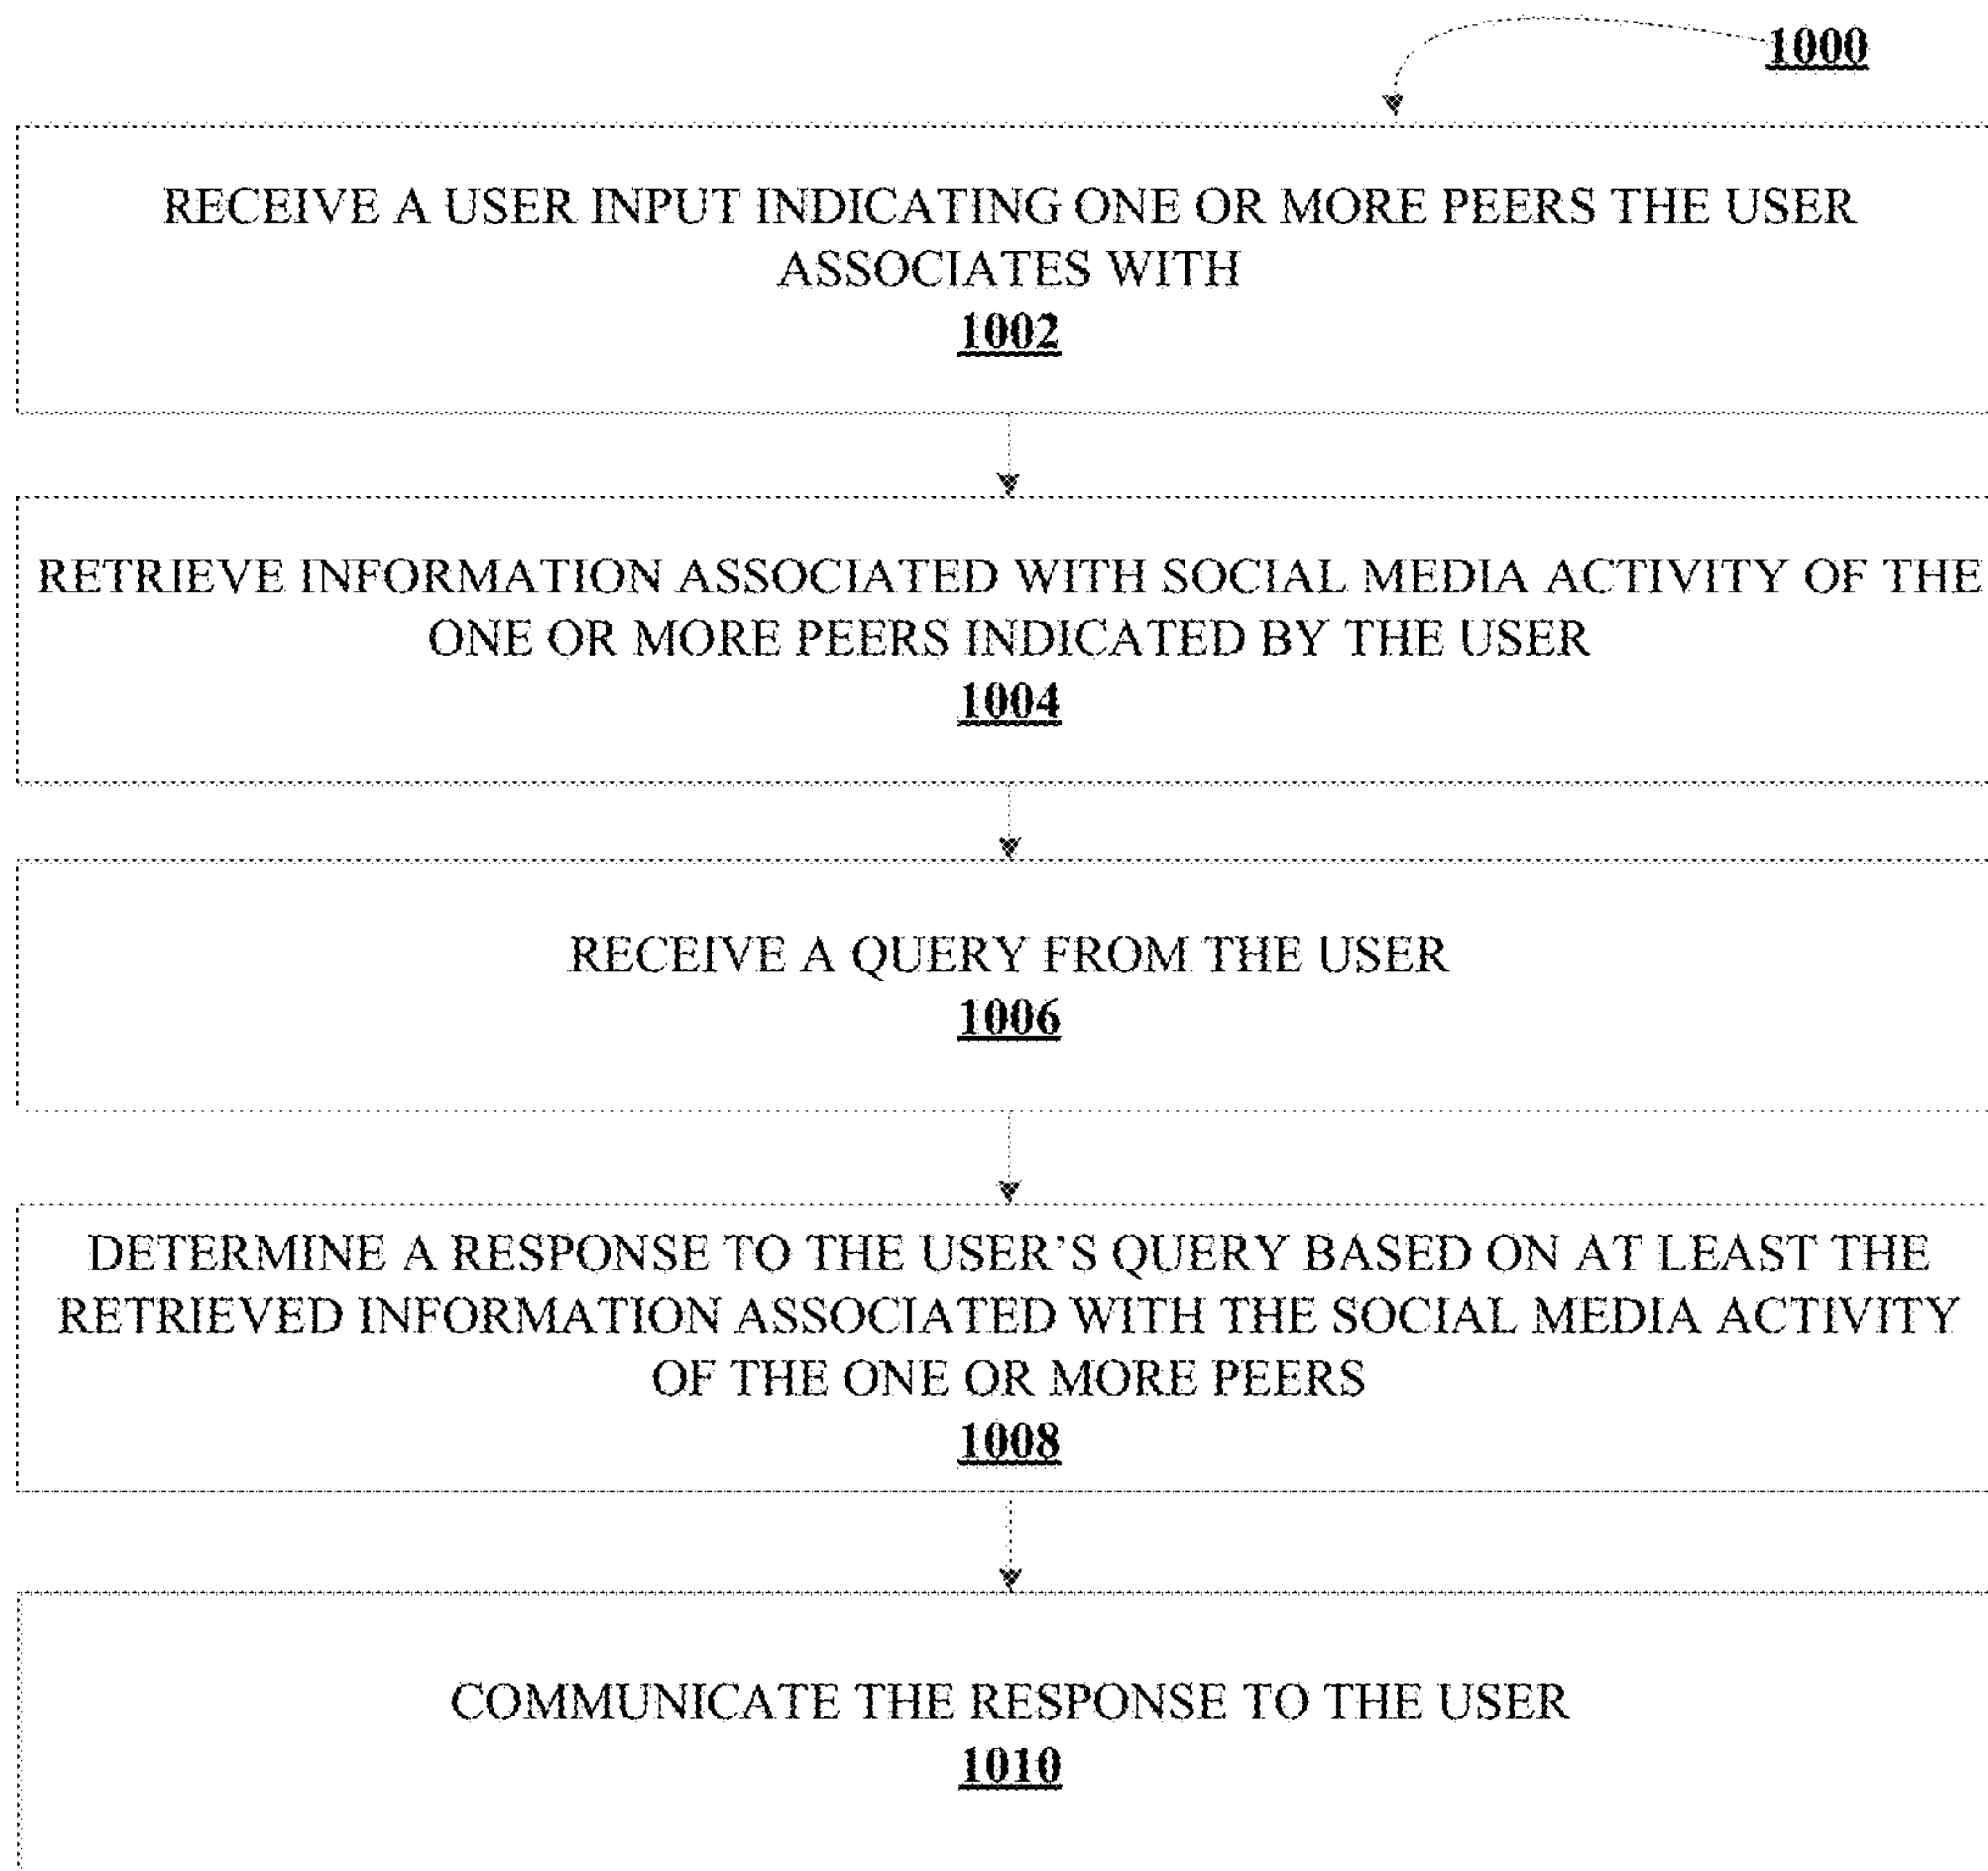 1000
RECEIVE A USER INPUT INDICATING ONE OR MORE PEERS THE USER
ASSOCIATES WITH
1002
RETRIEVE INFORMATION ASSOCIATED WITH SOCIAL MEDIA ACTIVITY OF THE
ONE OR MORE PEERS INDICATED BY THE USER
1004
RECEIVE A QUERY FROM THE USER
1006
DETERMINE A RESPONSE TO THE USER’S QUERY BASED ON AT LEAST THE
RETRIEVED INFORMATION ASSOCIATED WITH THE SOCIAL MEDIA ACTIVITY
OF THE ONE OR MORE PEERS
1008
COMMUNICATE THE RESPONSE TO THE USER
1010